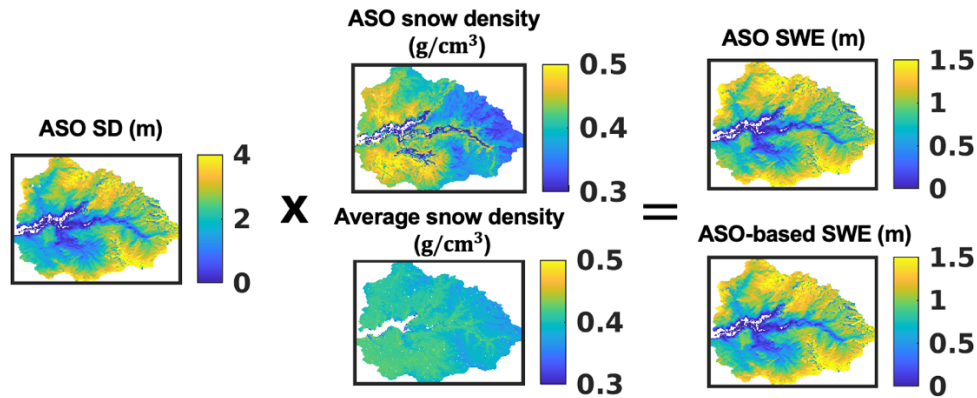 ASO SD (m)
4
2
0
x
ASO snow density
(g/cm³)
0.5
0.4
0.3
Average snow density
(g/cm³)
0.5
0.4
0.3
=
ASO SWE (m)
1.5
1
0.5
0
ASO-based SWE (m)
1.5
1
0.5
0